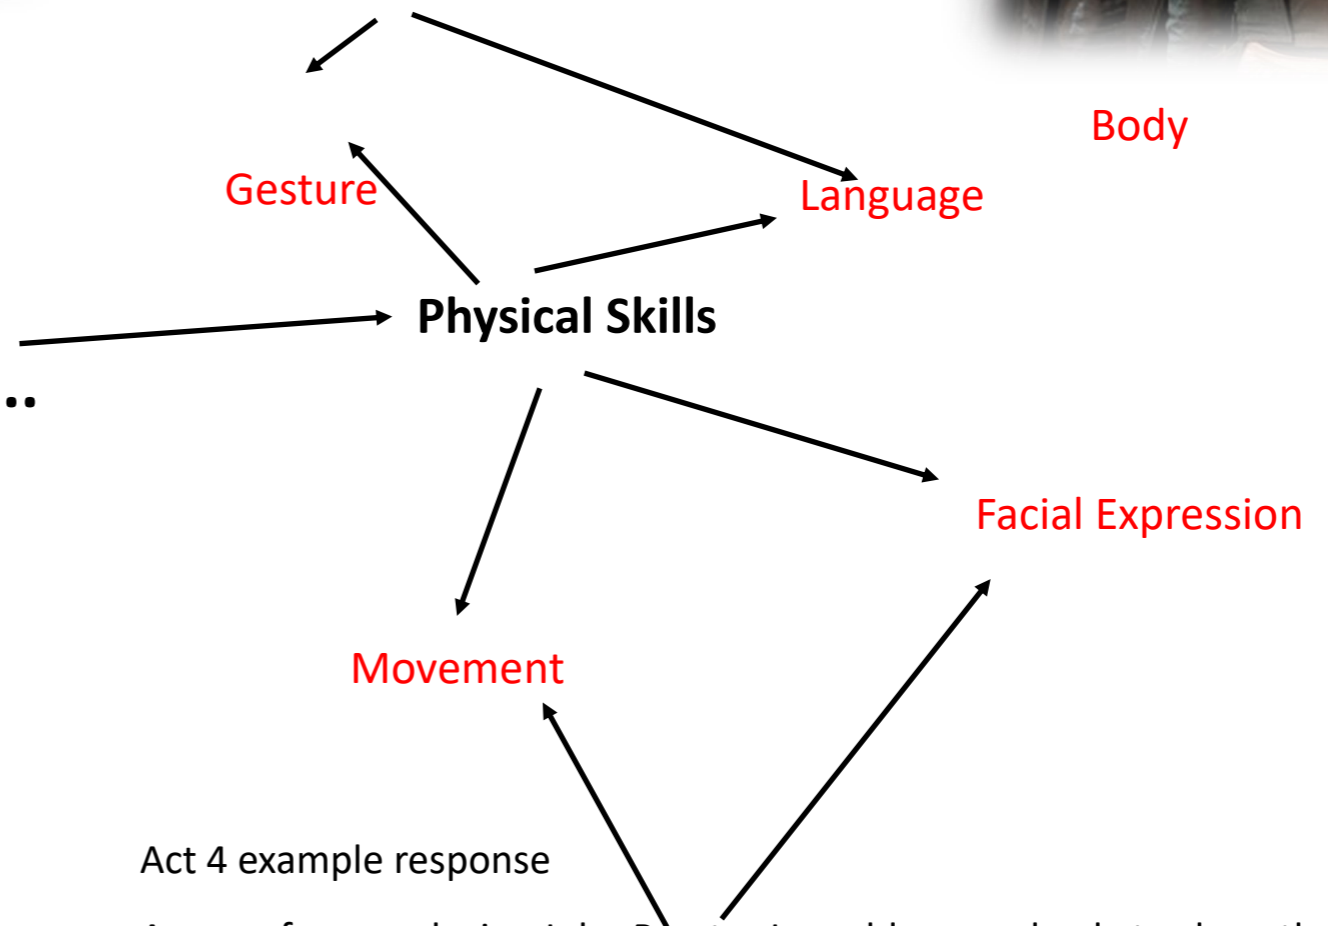 Body
Gesture
Language
Physical Skills
..
Facial Expression
Movement
Act 4 example response